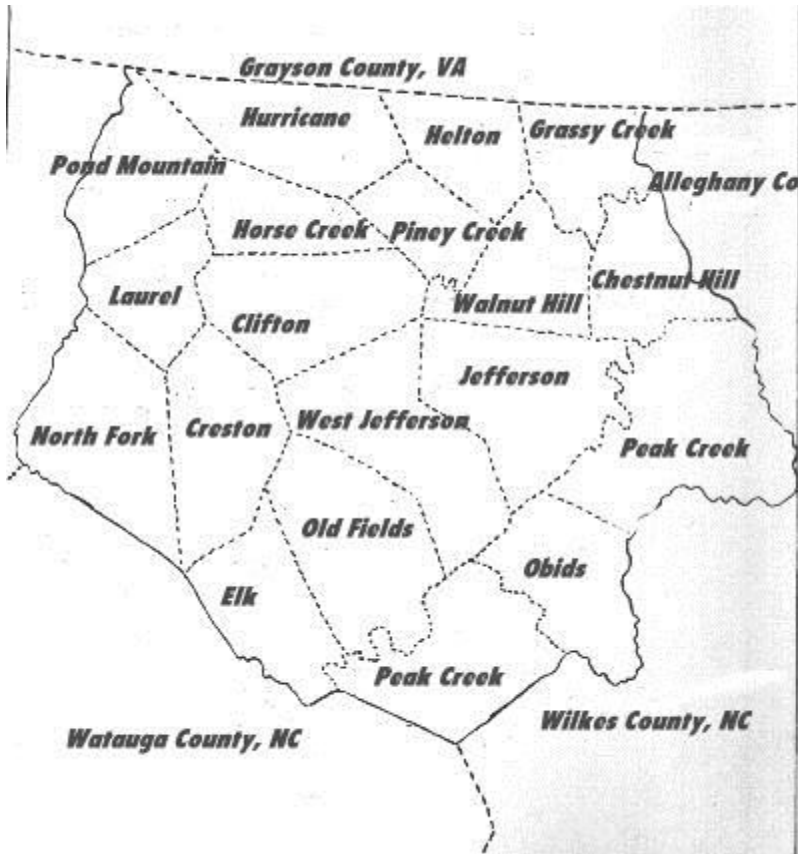 Grayson County, VA
Hurricane
Helton
Grassy Creek
Pond Mountain
Alleghany Co
Horse Creek
Piney Creek
Chestnut Hill
Laurel
Walnut Hill
Clifton
Jefferson
West Jefferson
North Fork
Creston
Peak Creek
Old Fields
Obids
Elk
Peak Creek
Wilkes County, NC
Watauga County, NC